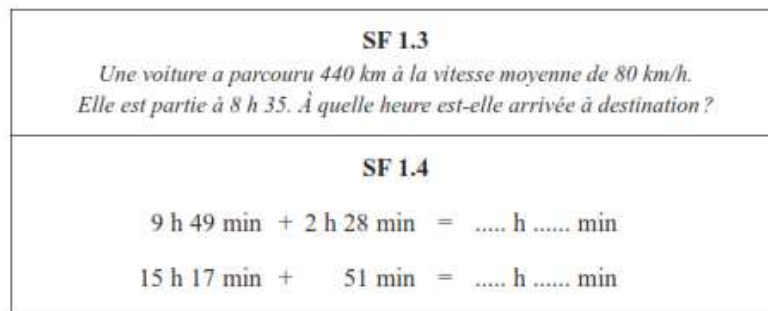 SF 1.3
Une voiture a parcouru 440 km à la vitesse moyenne de 80 km/h.
Elle est partie à 8 h 35. À quelle heure est-elle arrivée à destination ?
SF 1.4
9 h 49 min + 2 h 28 min = ..... h ...... min
15 h 17 min + 51 min = ..... h ...... min